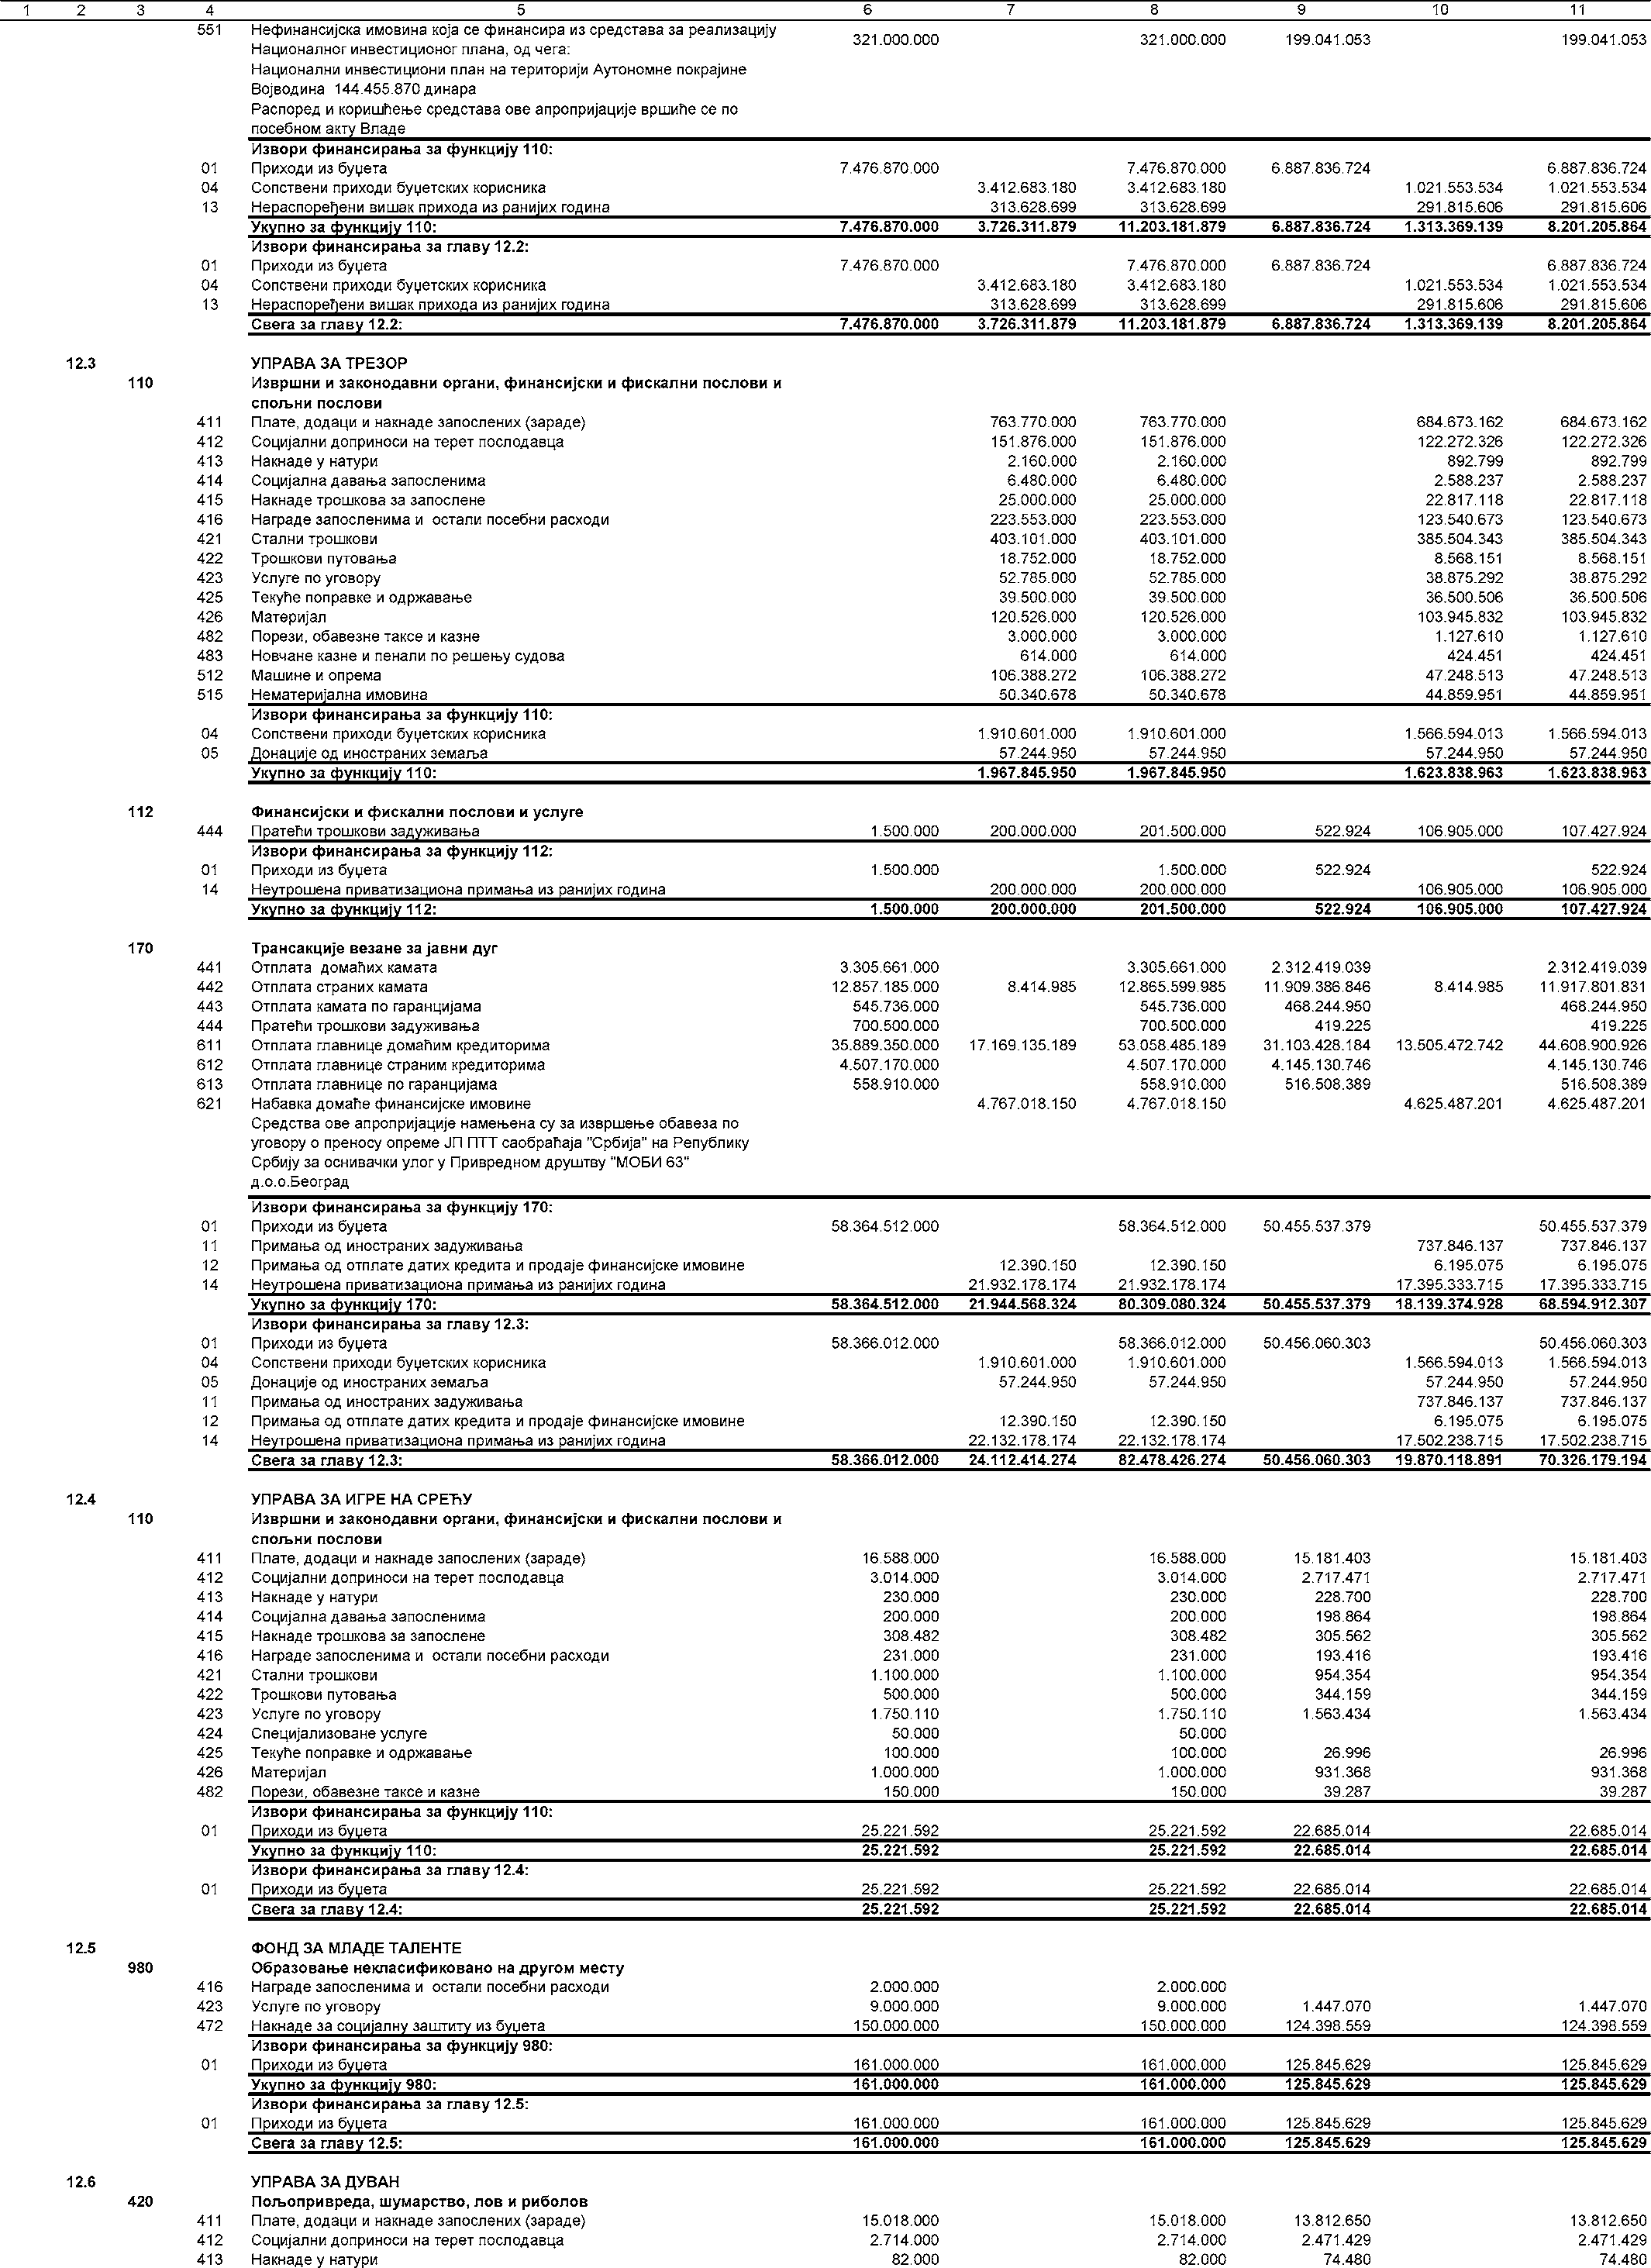 1 2 3 4 5 6 7 8 9 10 11
551 Нефинансијска имовина која се финансира из средстава за реализацију 321.000.000 321.000.000 199.041.053 199.041.053
Националног инвестиционог плана, од чега:
Национални инвестициони план на територији Аутономне покрајине
Војводина 144.455.870 динара
Распоред и коришћење средстава ове апропријације вршиће се по
посебном акту Владе
Извори финансирања за функцију 110:
01 Приходи из буџета 7.476.870.000 7.476.870.000 6.887.836.724 6.887.836.724
04 Сопствени приходи буџетских корисника 3.412.683.180 3.412.683.180 1.021.553.534 1.021.553.534
13 Нераспоређени вишак прихода из ранијих година 313.628.699 313.628.699 291.815.606 291.815.606
Укупно за функцију 110: 7.476.870.000 3.726.311.879 11.203.181.879 6.887.836.724 1.313.369.139 8.201.205.864
Извори финансирања за главу 12.2:
01 Приходи из буџета 7.476.870.000 7.476.870.000 6.887.836.724 6.887.836.724
04 Сопствени приходи буџетских корисника 3.412.683.180 3.412.683.180 1.021.553.534 1.021.553.534
13 Нераспоређени вишак прихода из ранијих година 313.628.699 313.628.699 291.815.606 291.815.606
Свега за главу 12.2: 7.476.870.000 3.726.311.879 11.203.181.879 6.887.836.724 1.313.369.139 8.201.205.864
12.3 УПРАВА ЗА ТРЕЗОР
110 Извршни и законодавни органи, финансијски и фискални послови и
спољни послови
411 Плате, додаци и накнаде запослених (зараде) 763.770.000 763.770.000 684.673.162 684.673.162
412 Социјални доприноси на терет послодавца 151.876.000 151.876.000 122.272.326 122.272.326
413 Накнаде у натури 2.160.000 2.160.000 892.799 892.799
414 Социјална давања запосленима 6.480.000 6.480.000 2.588.237 2.588.237
415 Накнаде трошкова за запослене 25.000.000 25.000.000 22.817.118 22.817.118
416 Награде запосленима и остали посебни расходи 223.553.000 223.553.000 123.540.673 123.540.673
421 Стални трошкови 403.101.000 403.101.000 385.504.343 385.504.343
422 Трошкови путовања 18.752.000 18.752.000 8.568.151 8.568.151
423 Услуге по уговору 52.785.000 52.785.000 38.875.292 38.875.292
425 Текуће поправке и одржавање 39.500.000 39.500.000 36.500.506 36.500.506
426 Материјал 120.526.000 120.526.000 103.945.832 103.945.832
482 Порези, обавезне таксе и казне 3.000.000 3.000.000 1.127.610 1.127.610
483 Новчане казне и пенали по решењу судова 614.000 614.000 424.451 424.451
512 Машине и опрема 106.388.272 106.388.272 47.248.513 47.248.513
515 Нематеријална имовина 50.340.678 50.340.678 44.859.951 44.859.951
Извори финансирања за функцију 110:
04 Сопствени приходи буџетских корисника 1.910.601.000 1.910.601.000 1.566.594.013 1.566.594.013
05 Донације од иностраних земаља 57.244.950 57.244.950 57.244.950 57.244.950
Укупно за функцију 110: 1.967.845.950 1.967.845.950 1.623.838.963 1.623.838.963
112 Финансијски и фискални послови и услуге
444 Пратећи трошкови задуживања 1.500.000 200.000.000 201.500.000 522.924 106.905.000 107.427.924
Извори финансирања за функцију 112:
01 Приходи из буџета 1.500.000 1.500.000 522.924 522.924
14 Неутрошена приватизациона примања из ранијих година 200.000.000 200.000.000 106.905.000 106.905.000
Укупно за функцију 112: 1.500.000 200.000.000 201.500.000 522.924 106.905.000 107.427.924
170 Трансакције везане за јавни дуг
441 Отплата домаћих камата 3.305.661.000 3.305.661.000 2.312.419.039 2.312.419.039
442 Отплата страних камата 12.857.185.000 8.414.985 12.865.599.985 11.909.386.846 8.414.985 11.917.801.831
443 Отплата камата по гаранцијама 545.736.000 545.736.000 468.244.950 468.244.950
444 Пратећи трошкови задуживања 700.500.000 700.500.000 419.225 419.225
611 Отплата главнице домаћим кредиторима 35.889.350.000 17.169.135.189 53.058.485.189 31.103.428.184 13.505.472.742 44.608.900.926
612 Отплата главнице страним кредиторима 4.507.170.000 4.507.170.000 4.145.130.746 4.145.130.746
613 Отплата главнице по гаранцијама 558.910.000 558.910.000 516.508.389 516.508.389
621 Набавка домаће финансијске имовине 4.767.018.150 4.767.018.150 4.625.487.201 4.625.487.201
Средства ове апропријације намењена су за извршење обавеза по
уговору о преносу опреме ЈП ПТТ саобраћаја "Србија" на Републику
Србију за оснивачки улог у Привредном друштву "МОБИ 63"
д.о.о.Београд
Извори финансирања за функцију 170:
01 Приходи из буџета 58.364.512.000 58.364.512.000 50.455.537.379 50.455.537.379
11 Примања од иностраних задуживања 737.846.137 737.846.137
12 Примања од отплате датих кредита и продаје финансијске имовине 12.390.150 12.390.150 6.195.075 6.195.075
14 Неутрошена приватизациона примања из ранијих година 21.932.178.174 21.932.178.174 17.395.333.715 17.395.333.715
Укупно за функцију 170: 58.364.512.000 21.944.568.324 80.309.080.324 50.455.537.379 18.139.374.928 68.594.912.307
Извори финансирања за главу 12.3:
01 Приходи из буџета 58.366.012.000 58.366.012.000 50.456.060.303 50.456.060.303
04 Сопствени приходи буџетских корисника 1.910.601.000 1.910.601.000 1.566.594.013 1.566.594.013
05 Донације од иностраних земаља 57.244.950 57.244.950 57.244.950 57.244.950
11 Примања од иностраних задуживања 737.846.137 737.846.137
12 Примања од отплате датих кредита и продаје финансијске имовине 12.390.150 12.390.150 6.195.075 6.195.075
14 Неутрошена приватизациона примања из ранијих година 22.132.178.174 22.132.178.174 17.502.238.715 17.502.238.715
Свега за главу 12.3: 58.366.012.000 24.112.414.274 82.478.426.274 50.456.060.303 19.870.118.891 70.326.179.194
12.4 УПРАВА ЗА ИГРЕ НА СРЕЋУ
110 Извршни и законодавни органи, финансијски и фискални послови и
спољни послови
411 Плате, додаци и накнаде запослених (зараде) 16.588.000 16.588.000 15.181.403 15.181.403
412 Социјални доприноси на терет послодавца 3.014.000 3.014.000 2.717.471 2.717.471
413 Накнаде у натури 230.000 230.000 228.700 228.700
414 Социјална давања запосленима 200.000 200.000 198.864 198.864
415 Накнаде трошкова за запослене 308.482 308.482 305.562 305.562
416 Награде запосленима и остали посебни расходи 231.000 231.000 193.416 193.416
421 Стални трошкови 1.100.000 1.100.000 954.354 954.354
422 Трошкови путовања 500.000 500.000 344.159 344.159
423 Услуге по уговору 1.750.110 1.750.110 1.563.434 1.563.434
424 Специјализоване услуге 50.000 50.000
425 Текуће поправке и одржавање 100.000 100.000 26.996 26.996
426 Материјал 1.000.000 1.000.000 931.368 931.368
482 Порези, обавезне таксе и казне 150.000 150.000 39.287 39.287
Извори финансирања за функцију 110:
01 Приходи из буџета 25.221.592 25.221.592 22.685.014 22.685.014
Укупно за функцију 110: 25.221.592 25.221.592 22.685.014 22.685.014
Извори финансирања за главу 12.4:
01 Приходи из буџета 25.221.592 25.221.592 22.685.014 22.685.014
Свега за главу 12.4: 25.221.592 25.221.592 22.685.014 22.685.014
12.5 ФОНД ЗА МЛАДЕ ТАЛЕНТЕ
980 Образовање некласификовано на другом месту
416 Награде запосленима и остали посебни расходи 2.000.000 2.000.000
423 Услуге по уговору 9.000.000 9.000.000 1.447.070 1.447.070
472 Накнаде за социјалну заштиту из буџета 150.000.000 150.000.000 124.398.559 124.398.559
Извори финансирања за функцију 980:
01 Приходи из буџета 161.000.000 161.000.000 125.845.629 125.845.629
Укупно за функцију 980: 161.000.000 161.000.000 125.845.629 125.845.629
Извори финансирања за главу 12.5:
01 Приходи из буџета 161.000.000 161.000.000 125.845.629 125.845.629
Свега за главу 12.5: 161.000.000 161.000.000 125.845.629 125.845.629
12.6 УПРАВА ЗА ДУВАН
420 Пољопривреда, шумарство, лов и риболов
411 Плате, додаци и накнаде запослених (зараде) 15.018.000 15.018.000 13.812.650 13.812.650
412 Социјални доприноси на терет послодавца 2.714.000 2.714.000 2.471.429 2.471.429
413 Накнаде у натури 82.000 82.000 74.480 74.480